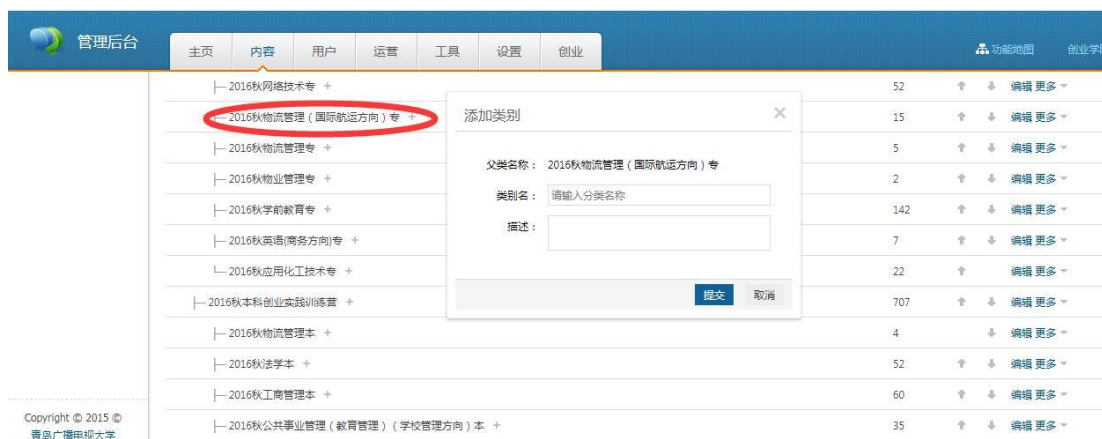 管理后台
主页 内容 用户 运营 工具 设置 创业 功能地图 创业学
2016秋网络技术专 + 52 编辑 更多
2016秋物流管理（国际航运方向）专 + 15 编辑 更多
2016秋物流管理专 + 5 编辑 更多
2016秋物业管理专 + 2 编辑 更多
2016秋学前教育专 + 142 编辑 更多
2016秋英语(商务方向)专 + 7 编辑 更多
2016秋应用化工技术专 + 22 编辑 更多
2016秋本科创业实践训练营 + 707 编辑 更多
2016秋物流管理本 + 4 编辑 更多
2016秋法学本 + 52 编辑 更多
2016秋工商管理本 + 60 编辑 更多
2016秋公共事业管理（教育管理）（学校管理方向）本 + 35 编辑 更多
添加类别 ×
父类名称： 2016秋物流管理（国际航运方向）专
类别名： 请输入分类名称
描述：
提交 取消
Copyright © 2015 ©
青岛广播电视大学